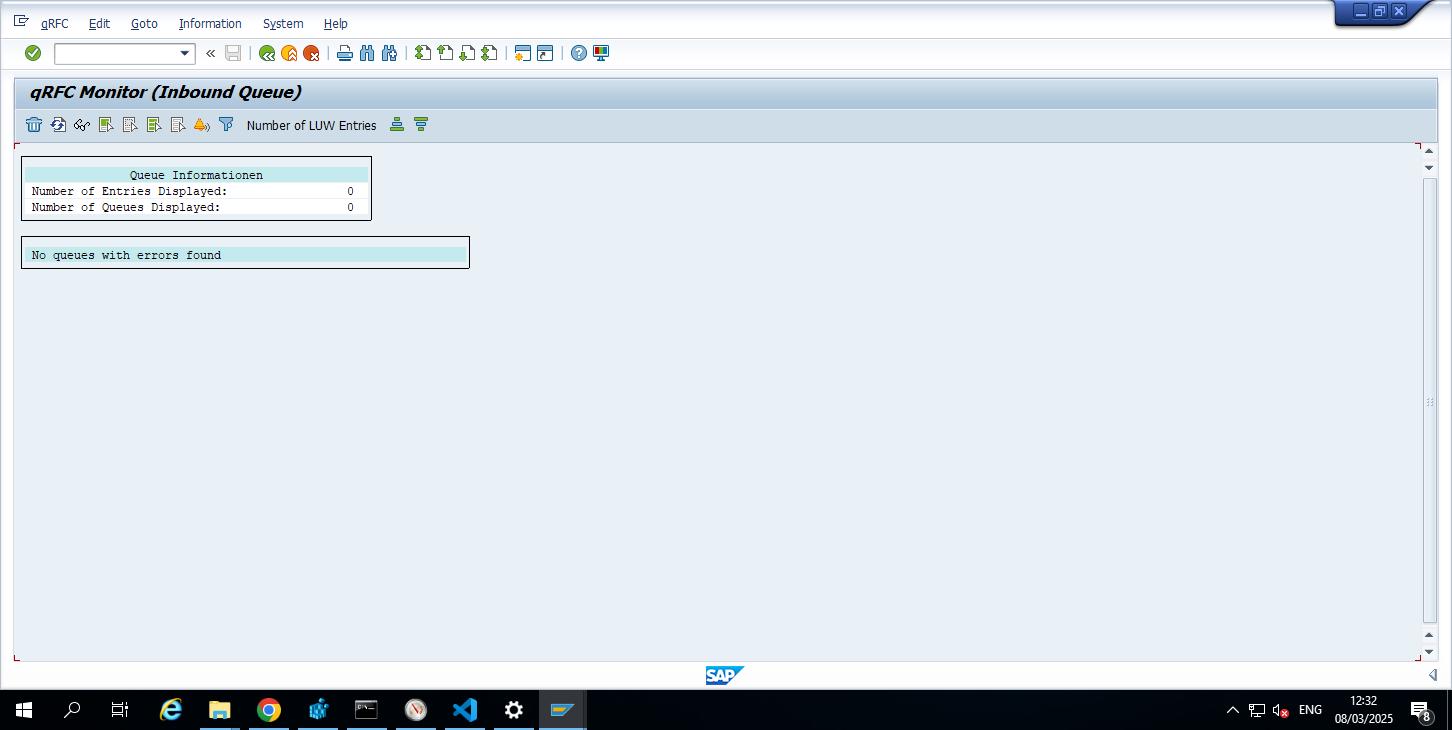 qRFC Edit Goto Information System Help
qRFC Monitor (Inbound Queue)
Number of LUW Entries
Queue Informationen
Number of Entries Displayed: 0
Number of Queues Displayed: 0
No queues with errors found
SAP
ENG
12:32
08/03/2025
8